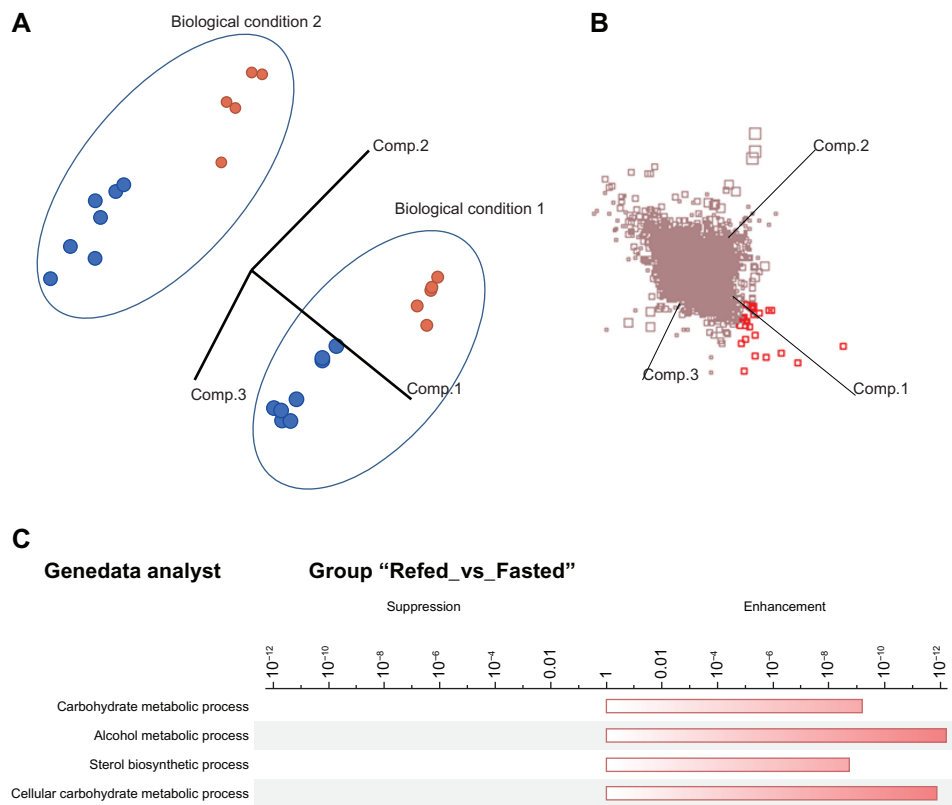 A
Biological condition 2
Comp.2
Biological condition 1
Comp.3
Comp.1
B
Comp.2
Comp.3
Comp.1
C
Genedata analyst
Group “Refed_vs_Fasted”
Suppression
Enhancement
10⁻¹² 10⁻¹⁰ 10⁻⁸ 10⁻⁶ 10⁻⁴ 0.01 1 0.01 10⁻⁴ 10⁻⁶ 10⁻⁸ 10⁻¹⁰ 10⁻¹²
Carbohydrate metabolic process
Alcohol metabolic process
Sterol biosynthetic process
Cellular carbohydrate metabolic process